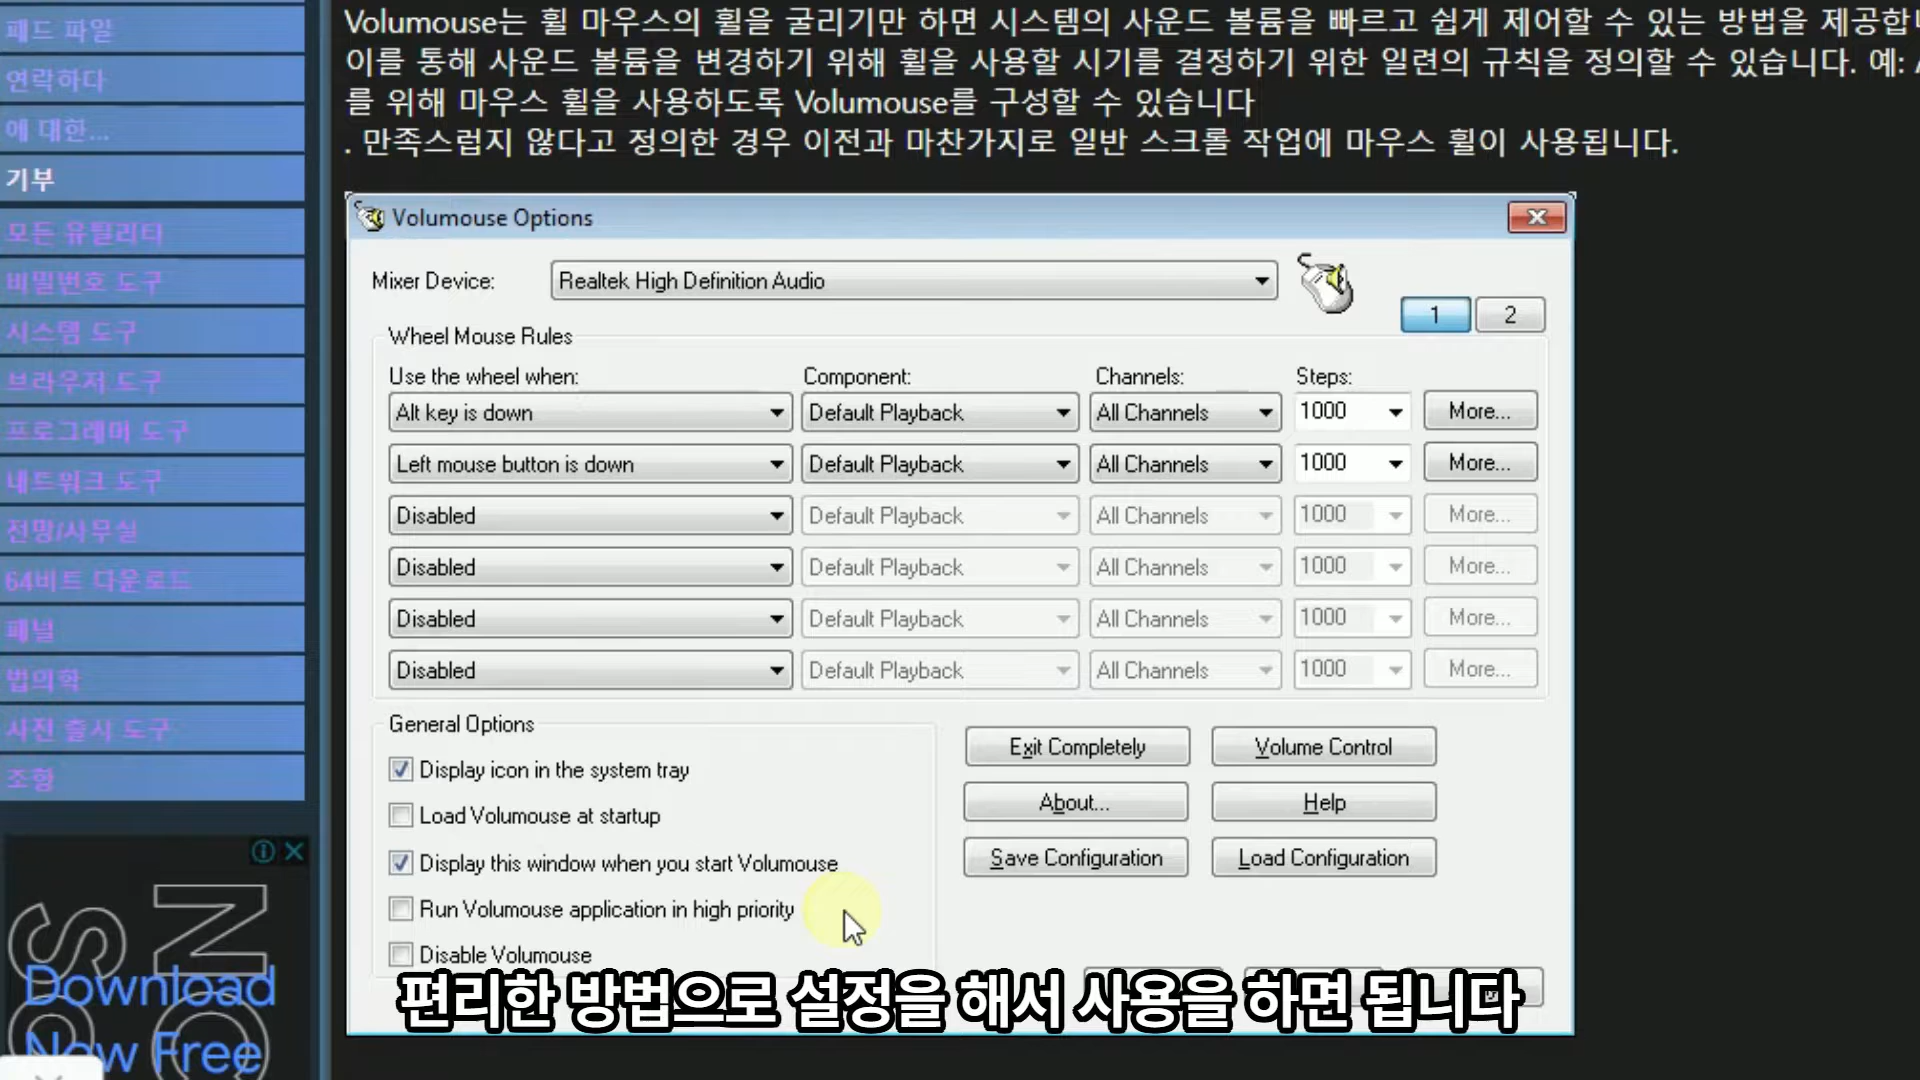 패드 파일
연락하다
에 대한...
기부
모든 유틸리티
비밀번호 도구
시스템 도구
브라우저 도구
프로그래머 도구
네트워크 도구
전망/사무실
64비트 다운로드
패널
법의학
사진 출시 도구
조항
Download
Now Free
Volumouse는 휠 마우스의 휠을 굴리기만 하면 시스템의 사운드 볼륨을 빠르고 쉽게 제어할 수 있는 방법을 제공합니
이를 통해 사운드 볼륨을 변경하기 위해 휠을 사용할 시기를 결정하기 위한 일련의 규칙을 정의할 수 있습니다. 예:
를 위해 마우스 휠을 사용하도록 Volumouse를 구성할 수 있습니다
. 만족스럽지 않다고 정의한 경우 이전과 마찬가지로 일반 스크롤 작업에 마우스 휠이 사용됩니다.
Volumouse Options
Mixer Device: Realtek High Definition Audio
1 2
Wheel Mouse Rules
Use the wheel when: Component: Channels: Steps:
Alt key is down Default Playback All Channels 1000 More...
Left mouse button is down Default Playback All Channels 1000 More...
Disabled Default Playback All Channels 1000 More...
Disabled Default Playback All Channels 1000 More...
Disabled Default Playback All Channels 1000 More...
Disabled Default Playback All Channels 1000 More...
General Options
Display icon in the system tray
Load Volumouse at startup
Display this window when you start Volumouse
Run Volumouse application in high priority
Disable Volumouse
Exit Completely Volume Control
About... Help
Save Configuration Load Configuration
편리한 방법으로 설정을 해서 사용을 하면 됩니다